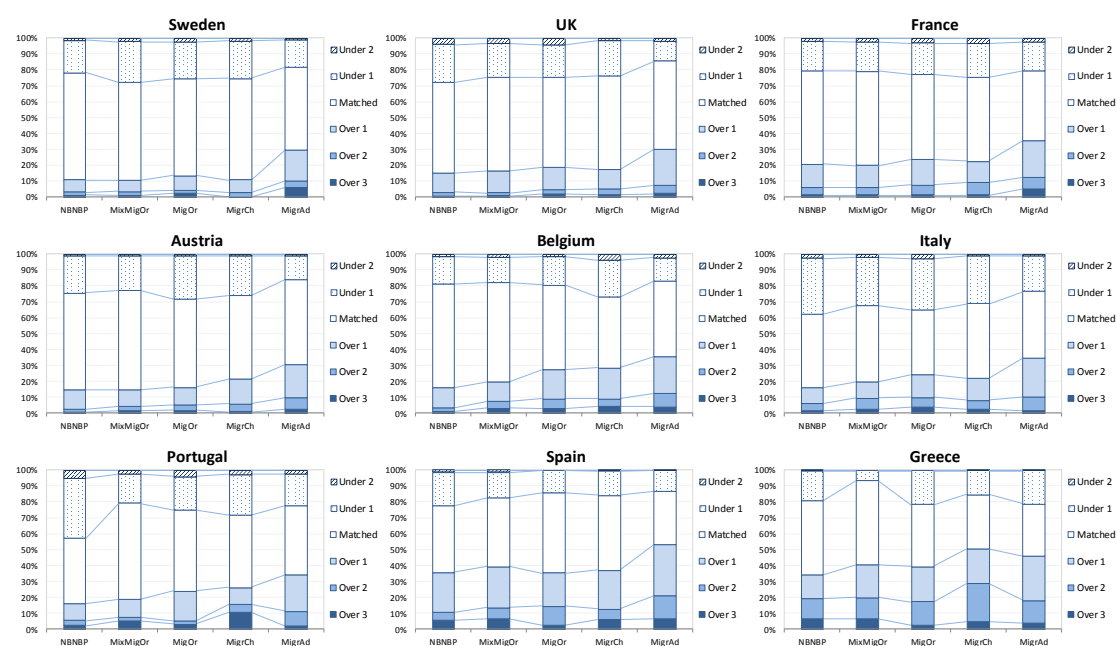 Sweden
100%
90%
80%
70%
60%
50%
40%
30%
20%
10%
0%
NBNBP MixMigOr MigOr MigrCh MigrAd
Under 2
Under 1
Matched
Over 1
Over 2
Over 3
UK
100%
90%
80%
70%
60%
50%
40%
30%
20%
10%
0%
NBNBP MixMigOr MigOr MigrCh MigrAd
Under 2
Under 1
Matched
Over 1
Over 2
Over 3
France
100%
90%
80%
70%
60%
50%
40%
30%
20%
10%
0%
NBNBP MixMigOr MigOr MigrCh MigrAd
Under 2
Under 1
Matched
Over 1
Over 2
Over 3
Austria
100%
90%
80%
70%
60%
50%
40%
30%
20%
10%
0%
NBNBP MixMigOr MigOr MigrCh MigrAd
Under 2
Under 1
Matched
Over 1
Over 2
Over 3
Belgium
100%
90%
80%
70%
60%
50%
40%
30%
20%
10%
0%
NBNBP MixMigOr MigOr MigrCh MigrAd
Under 2
Under 1
Matched
Over 1
Over 2
Over 3
Italy
100%
90%
80%
70%
60%
50%
40%
30%
20%
10%
0%
NBNBP MixMigOr MigOr MigrCh MigrAd
Under 2
Under 1
Matched
Over 1
Over 2
Over 3
Portugal
100%
90%
80%
70%
60%
50%
40%
30%
20%
10%
0%
NBNBP MixMigOr MigOr MigrCh MigrAd
Under 2
Under 1
Matched
Over 1
Over 2
Over 3
Spain
100%
90%
80%
70%
60%
50%
40%
30%
20%
10%
0%
NBNBP MixMigOr MigOr MigrCh MigrAd
Under 2
Under 1
Matched
Over 1
Over 2
Over 3
Greece
100%
90%
80%
70%
60%
50%
40%
30%
20%
10%
0%
NBNBP MixMigOr MigOr MigrCh MigrAd
Under 2
Under 1
Matched
Over 1
Over 2
Over 3